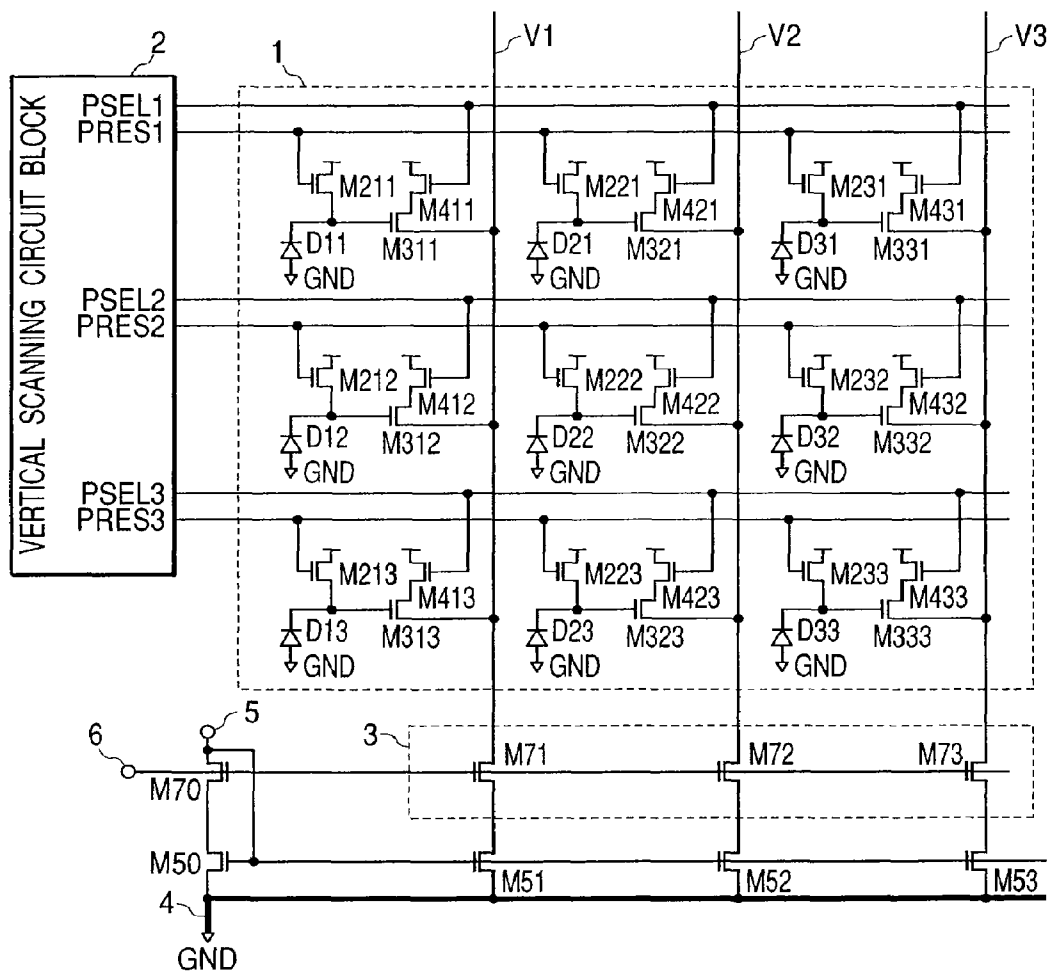 V1
V2
V3
2
1
VERTICAL SCANNING CIRCUIT BLOCK
PSEL1
PRES1
M211
M411
M221
M421
M231
M431
D11
M311
D21
M321
D31
M331
GND
GND
GND
PSEL2
PRES2
M212
M412
M222
M422
M232
M432
D12
M312
D22
M322
D32
M332
GND
GND
GND
PSEL3
PRES3
M213
M413
M223
M423
M233
M433
D13
M313
D23
M323
D33
M333
GND
GND
GND
5
6
3
M70
M71
M72
M73
M50
M51
M52
M53
4
GND